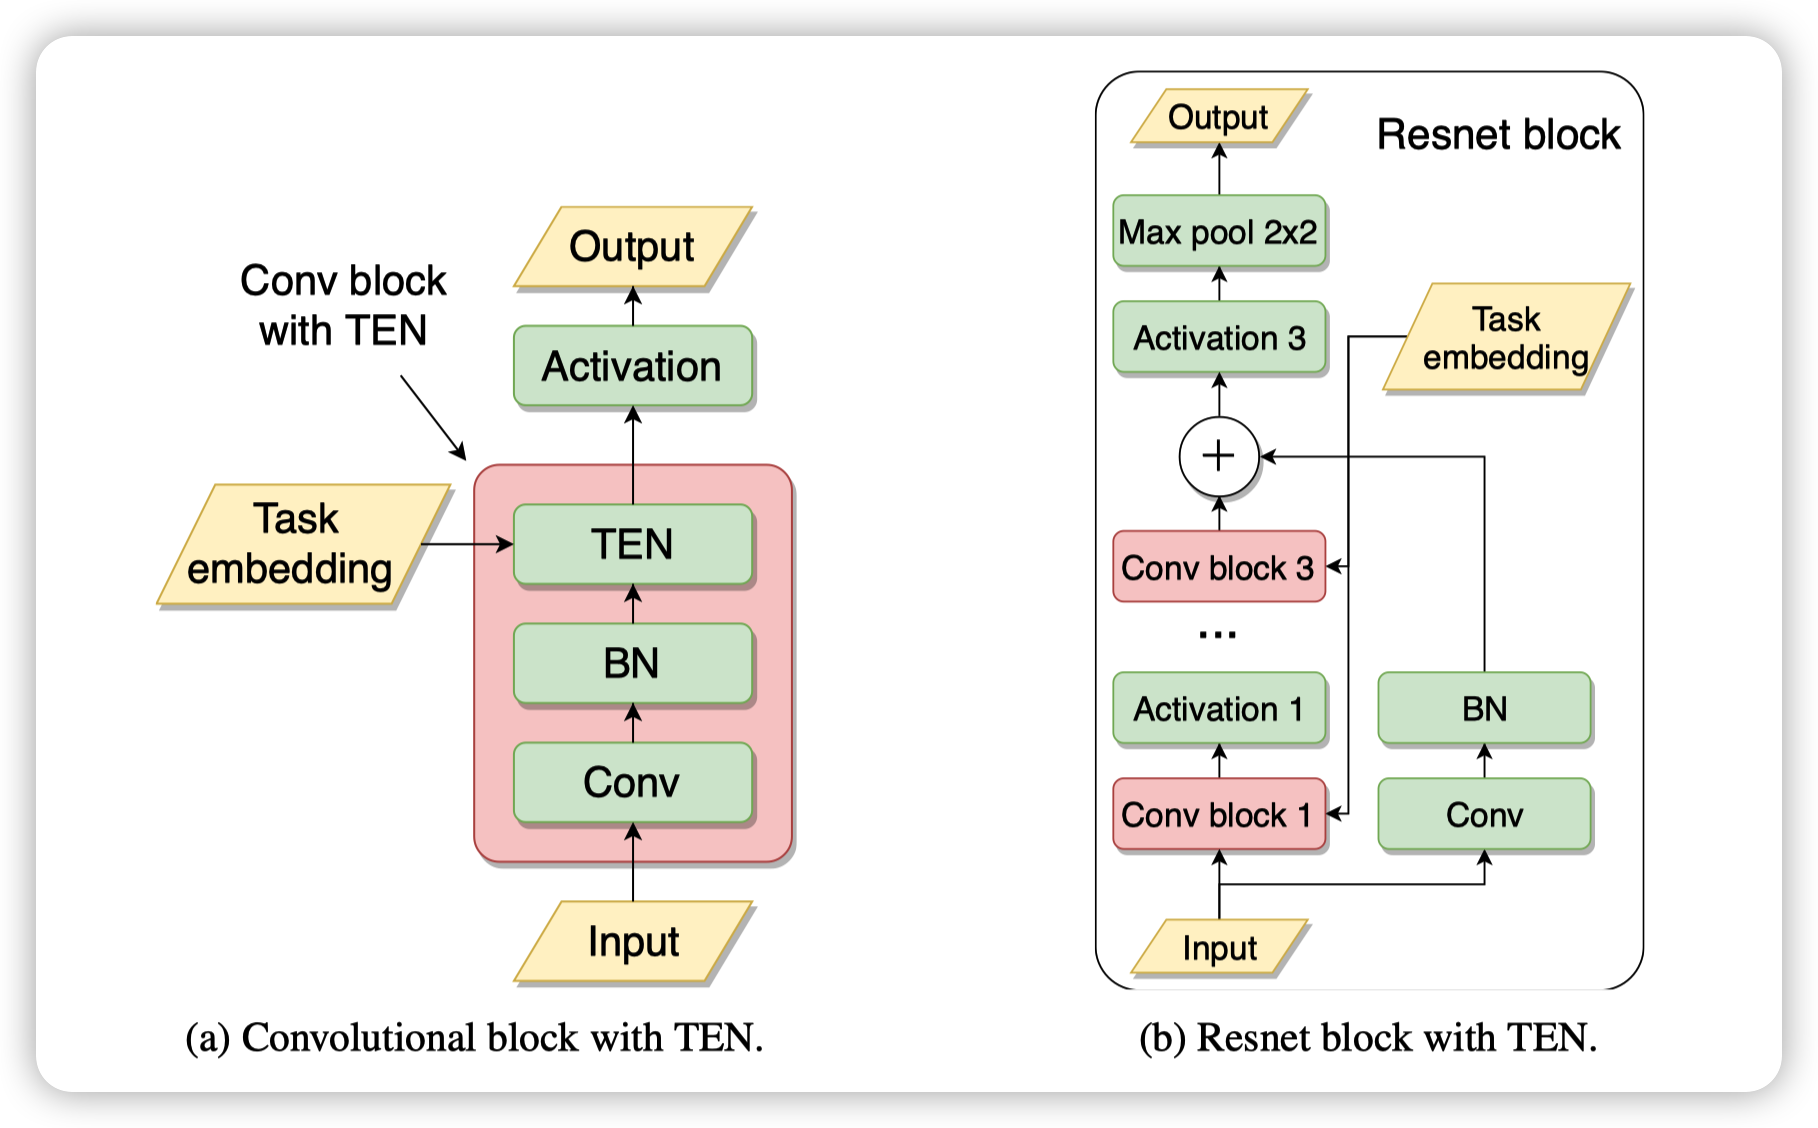 Output
Conv block
with TEN
Activation
Task
embedding
TEN
BN
Conv
Input
(a) Convolutional block with TEN.
Resnet block
Output
Max pool 2x2
Activation 3
Task
embedding
+
Conv block 3
...
Activation 1
BN
Conv block 1
Conv
Input
(b) Resnet block with TEN.